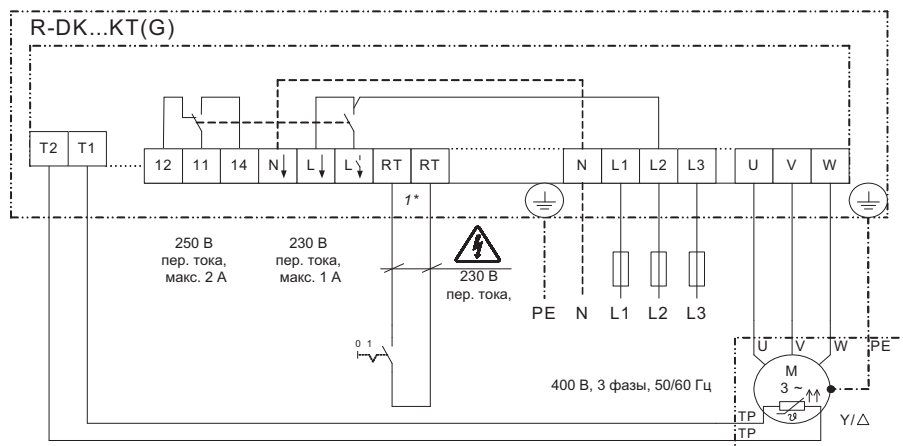 R-DK...KT(G)
T2 T1
12 11 14 N L L RT RT N L1 L2 L3 U V W
1*
250 В
пер. тока,
макс. 2 А
230 В
пер. тока,
макс. 1 А
230 В
пер. тока,
PE N L1 L2 L3
0 1
U V W PE
M
3 ~
400 В, 3 фазы, 50/60 Гц
ϑ
TP
TP
Y/△